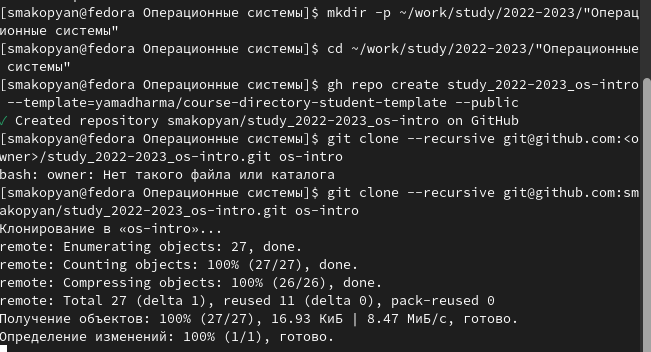 [smakopyan@fedora Операционные системы]$ mkdir -p ~/work/study/2022-2023/"Операц
ионные системы"
[smakopyan@fedora Операционные системы]$ cd ~/work/study/2022-2023/"Операционные
 системы"
[smakopyan@fedora Операционные системы]$ gh repo create study_2022-2023_os-intro
 --template=yamadharma/course-directory-student-template --public
✓ Created repository smakopyan/study_2022-2023_os-intro on GitHub
[smakopyan@fedora Операционные системы]$ git clone --recursive git@github.com:<o
wner>/study_2022-2023_os-intro.git os-intro
bash: owner: Нет такого файла или каталога
[smakopyan@fedora Операционные системы]$ git clone --recursive git@github.com:sm
akopyan/study_2022-2023_os-intro.git os-intro
Клонирование в «os-intro»...
remote: Enumerating objects: 27, done.
remote: Counting objects: 100% (27/27), done.
remote: Compressing objects: 100% (26/26), done.
remote: Total 27 (delta 1), reused 11 (delta 0), pack-reused 0
Получение объектов: 100% (27/27), 16.93 КиБ | 8.47 МиБ/с, готово.
Определение изменений: 100% (1/1), готово.